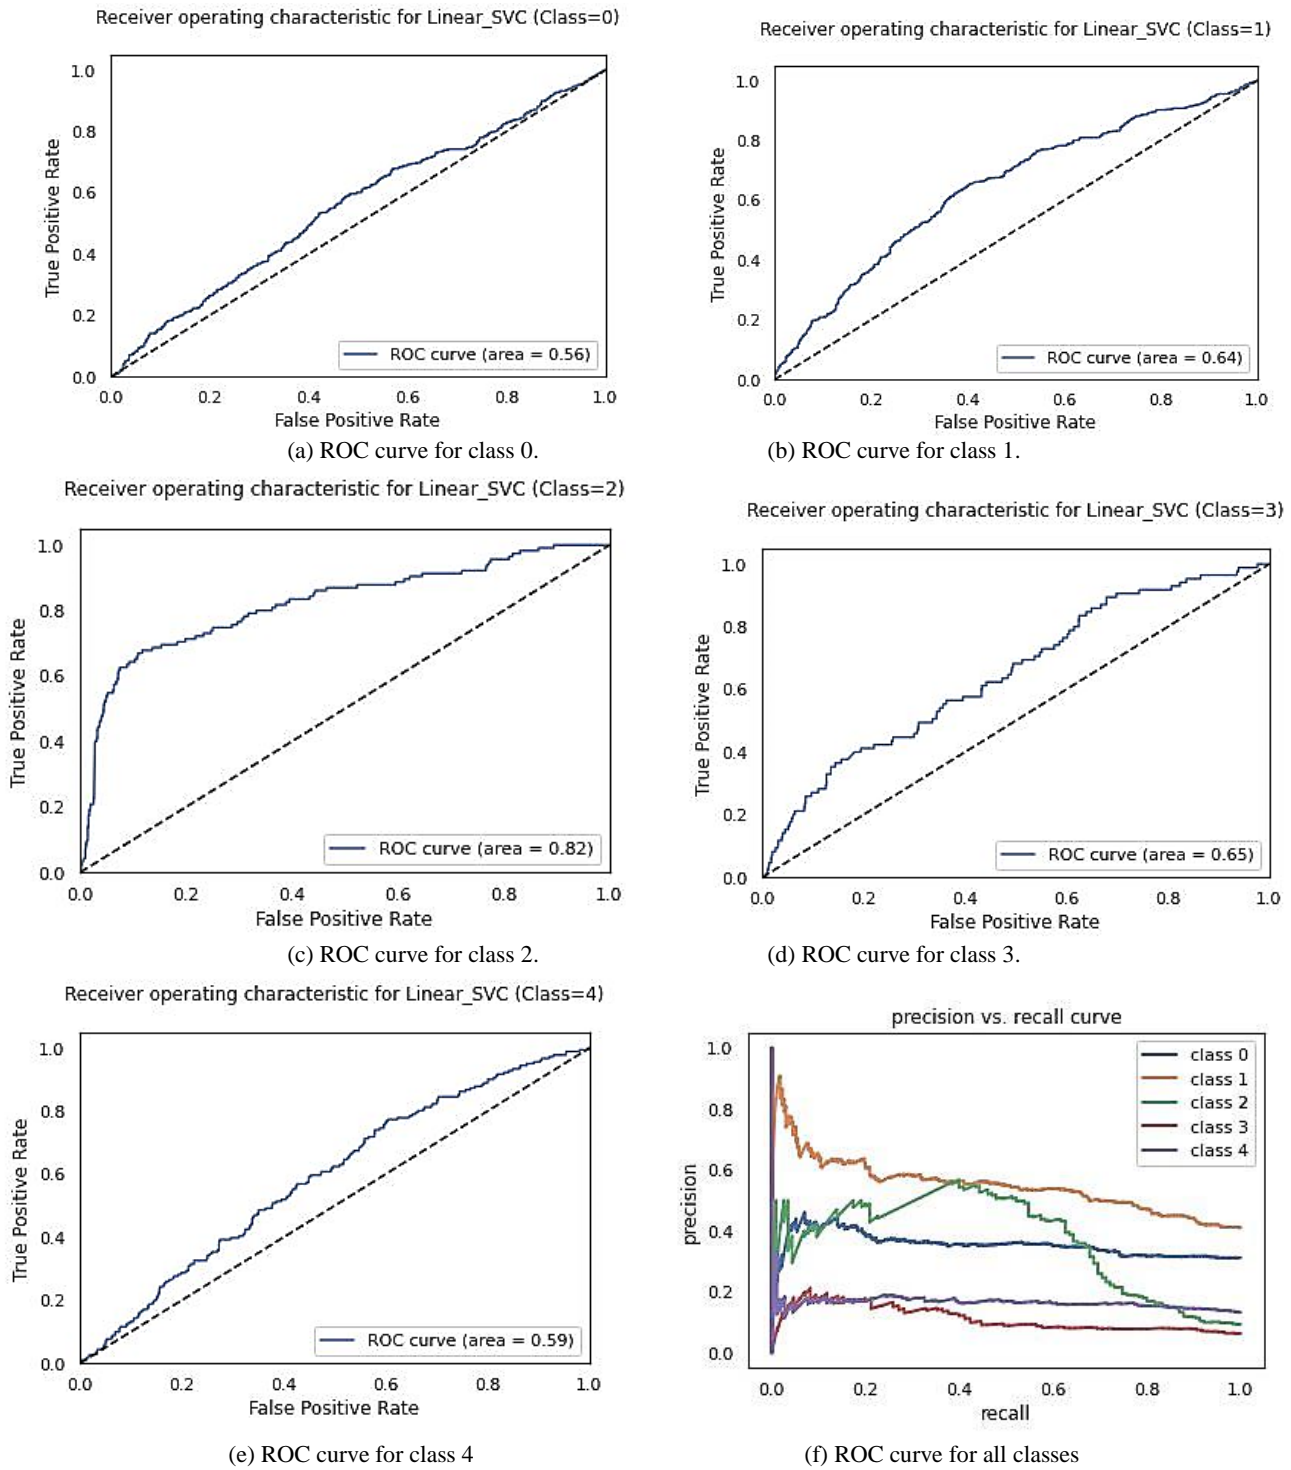 Receiver operating characteristic for Linear_SVC (Class=0)
1.0
0.8
0.6
0.4
0.2
0.0
True Positive Rate
ROC curve (area = 0.56)
0.0 0.2 0.4 0.6 0.8 1.0
False Positive Rate
(a) ROC curve for class 0.
Receiver operating characteristic for Linear_SVC (Class=1)
1.0
0.8
0.6
0.4
0.2
0.0
True Positive Rate
ROC curve (area = 0.64)
0.0 0.2 0.4 0.6 0.8 1.0
False Positive Rate
(b) ROC curve for class 1.
Receiver operating characteristic for Linear_SVC (Class=2)
1.0
0.8
0.6
0.4
0.2
0.0
True Positive Rate
ROC curve (area = 0.82)
0.0 0.2 0.4 0.6 0.8 1.0
False Positive Rate
(c) ROC curve for class 2.
Receiver operating characteristic for Linear_SVC (Class=3)
1.0
0.8
0.6
0.4
0.2
0.0
True Positive Rate
ROC curve (area = 0.65)
0.0 0.2 0.4 0.6 0.8 1.0
False Positive Rate
(d) ROC curve for class 3.
Receiver operating characteristic for Linear_SVC (Class=4)
1.0
0.8
0.6
0.4
0.2
0.0
True Positive Rate
ROC curve (area = 0.59)
0.0 0.2 0.4 0.6 0.8 1.0
False Positive Rate
(e) ROC curve for class 4
precision vs. recall curve
1.0
0.8
0.6
0.4
0.2
0.0
precision
class 0
class 1
class 2
class 3
class 4
0.0 0.2 0.4 0.6 0.8 1.0
recall
(f) ROC curve for all classes